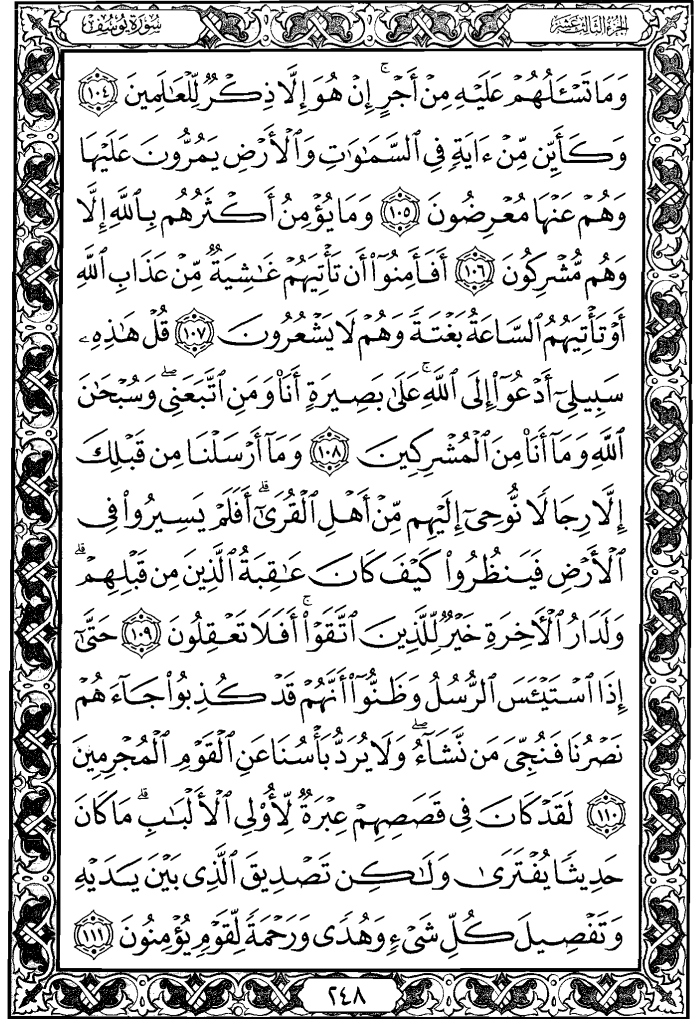 سورة يوسف
الجزء الثالث عشر
وَمَا تَسْـَٔلُهُمْ عَلَيْهِ مِنْ أَجْرٍ ۚ إِنْ هُوَ إِلَّا ذِكْرٌ لِّلْعَٰلَمِينَ ١٠٤
وَكَأَيِّن مِّنْ ءَايَةٍ فِى ٱلسَّمَٰوَٰتِ وَٱلْأَرْضِ يَمُرُّونَ عَلَيْهَا
وَهُمْ عَنْهَا مُعْرِضُونَ ١٠٥ وَمَا يُؤْمِنُ أَكْثَرُهُم بِٱللَّهِ إِلَّا
وَهُم مُّشْرِكُونَ ١٠٦ أَفَأَمِنُوٓا۟ أَن تَأْتِيَهُمْ غَٰشِيَةٌ مِّنْ عَذَابِ ٱللَّهِ
أَوْ تَأْتِيَهُمُ ٱلسَّاعَةُ بَغْتَةً وَهُمْ لَا يَشْعُرُونَ ١٠٧ قُلْ هَٰذِهِۦ
سَبِيلِىٓ أَدْعُوٓا۟ إِلَى ٱللَّهِ ۚ عَلَىٰ بَصِيرَةٍ أَنَا۠ وَمَنِ ٱتَّبَعَنِى ۖ وَسُبْحَٰنَ
ٱللَّهِ وَمَآ أَنَا۠ مِنَ ٱلْمُشْرِكِينَ ١٠٨ وَمَآ أَرْسَلْنَا مِن قَبْلِكَ
إِلَّا رِجَالًا نُّوحِىٓ إِلَيْهِم مِّنْ أَهْلِ ٱلْقُرَىٰٓ ۗ أَفَلَمْ يَسِيرُوا۟ فِى
ٱلْأَرْضِ فَيَنظُرُوا۟ كَيْفَ كَانَ عَٰقِبَةُ ٱلَّذِينَ مِن قَبْلِهِمْ ۗ
وَلَدَارُ ٱلْـَٔاخِرَةِ خَيْرٌ لِّلَّذِينَ ٱتَّقَوْا۟ ۚ أَفَلَا تَعْقِلُونَ ١٠٩ حَتَّىٰٓ
إِذَا ٱسْتَيْـَٔسَ ٱلرُّسُلُ وَظَنُّوٓا۟ أَنَّهُمْ قَدْ كُذِبُوا۟ جَآءَهُمْ
نَصْرُنَا فَنُجِّىَ مَن نَّشَآءُ ۖ وَلَا يُرَدُّ بَأْسُنَا عَنِ ٱلْقَوْمِ ٱلْمُجْرِمِينَ
١١٠ لَقَدْ كَانَ فِى قَصَصِهِمْ عِبْرَةٌ لِّأُو۟لِى ٱلْأَلْبَٰبِ ۗ مَا كَانَ
حَدِيثًا يُفْتَرَىٰ وَلَٰكِن تَصْدِيقَ ٱلَّذِى بَيْنَ يَدَيْهِ
وَتَفْصِيلَ كُلِّ شَىْءٍ وَهُدًى وَرَحْمَةً لِّقَوْمٍ يُؤْمِنُونَ ١١١
٢٤٨